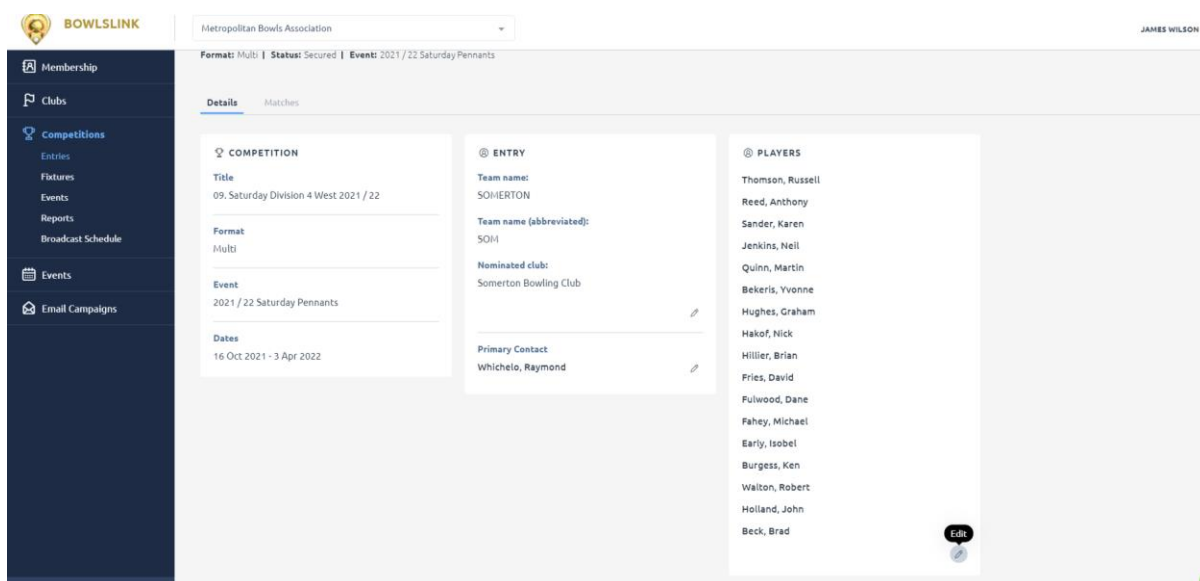 BOWLSLINK
Metropolitan Bowls Association
JAMES WILSON
Membership
Clubs
Competitions
Entries
Fixtures
Events
Reports
Broadcast Schedule
Events
Email Campaigns
Format: Multi | Status: Secured | Event: 2021 / 22 Saturday Pennants
Details Matches
COMPETITION
Title
09. Saturday Division 4 West 2021 / 22
Format
Multi
Event
2021 / 22 Saturday Pennants
Dates
16 Oct 2021 - 3 Apr 2022
ENTRY
Team name:
SOMERTON
Team name (abbreviated):
SOM
Nominated club:
Somerton Bowling Club
Primary Contact
Whichelo, Raymond
PLAYERS
Thomson, Russell
Reed, Anthony
Sander, Karen
Jenkins, Neil
Quinn, Martin
Bekeris, Yvonne
Hughes, Graham
Hakof, Nick
Hillier, Brian
Fries, David
Fulwood, Dane
Fahey, Michael
Early, Isobel
Burgess, Ken
Walton, Robert
Holland, John
Beck, Brad
Edit